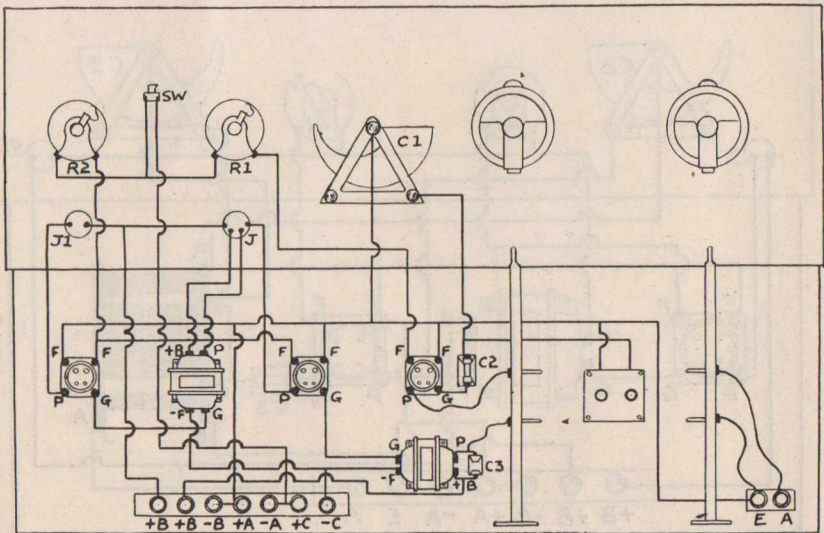 SW
R2
R1
C1
J1
J
+B P
F F
F F
F F
C2
P G
-F G
P G
P G
G P
-F +B
C3
E A
+B +B -B +A -A +C -C